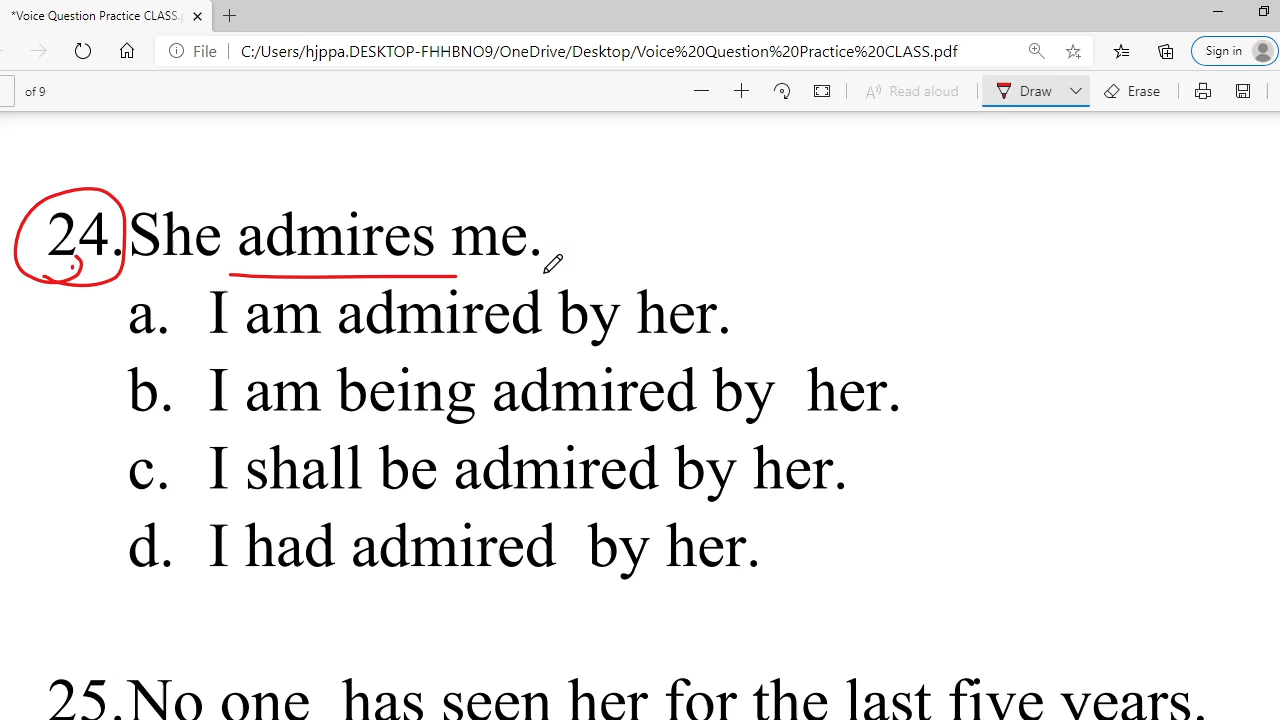 *Voice Question Practice CLASS.p
File C:/Users/hjppa.DESKTOP-FHHBNO9/OneDrive/Desktop/Voice%20Question%20Practice%20CLASS.pdf Sign in
of 9 Read aloud Draw Erase
24.She admires me.
a. I am admired by her.
b. I am being admired by her.
c. I shall be admired by her.
d. I had admired by her.
25.No one has seen her for the last five years.